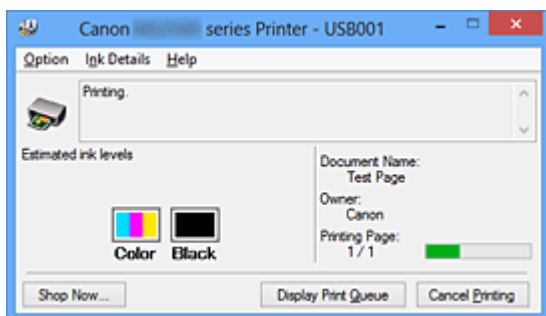 Canon series Printer - USB001
Option Ink Details Help
Printing.
Estimated ink levels
Document Name:
Test Page
Owner:
Canon
Printing Page:
1 / 1
Color Black
Shop Now... Display Print Queue Cancel Printing